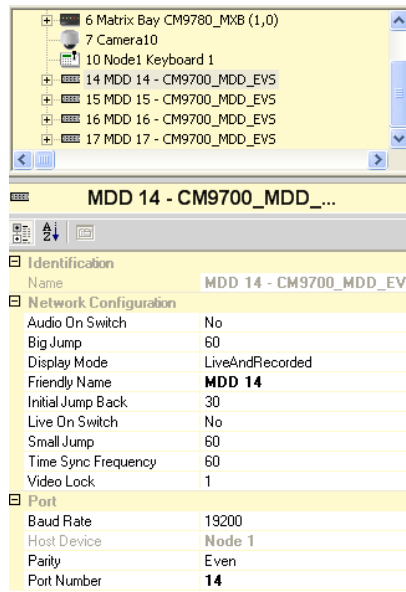 6 Matrix Bay CM9780_MXB (1,0)
7 Camera10
10 Node1 Keyboard 1
14 MDD 14 - CM9700_MDD_EVS
15 MDD 15 - CM9700_MDD_EVS
16 MDD 16 - CM9700_MDD_EVS
17 MDD 17 - CM9700_MDD_EVS
MDD 14 - CM9700_MDD_...
Identification
Name MDD 14 - CM9700_MDD_EV
Network Configuration
Audio On Switch No
Big Jump 60
Display Mode LiveAndRecorded
Friendly Name MDD 14
Initial Jump Back 30
Live On Switch No
Small Jump 60
Time Sync Frequency 60
Video Lock 1
Port
Baud Rate 19200
Host Device Node 1
Parity Even
Port Number 14